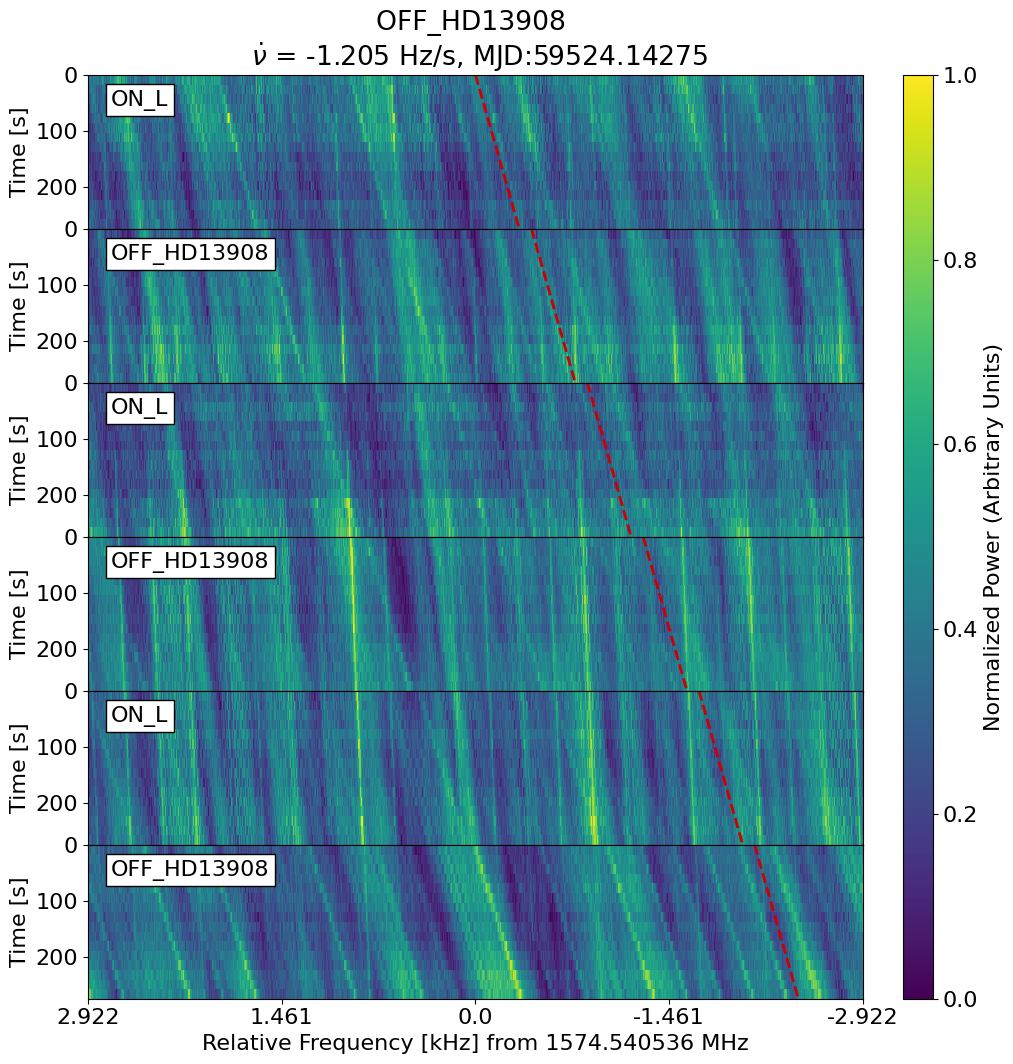 OFF_HD13908
ν̇ = -1.205 Hz/s, MJD:59524.14275
0
ON_L
100
Time [s]
200
0
OFF_HD13908
100
Time [s]
200
0
ON_L
100
Time [s]
200
0
OFF_HD13908
100
Time [s]
200
0
ON_L
100
Time [s]
200
0
OFF_HD13908
100
Time [s]
200
2.922 1.461 0.0 -1.461 -2.922
Relative Frequency [kHz] from 1574.540536 MHz
1.0
0.8
0.6
0.4
0.2
0.0
Normalized Power (Arbitrary Units)